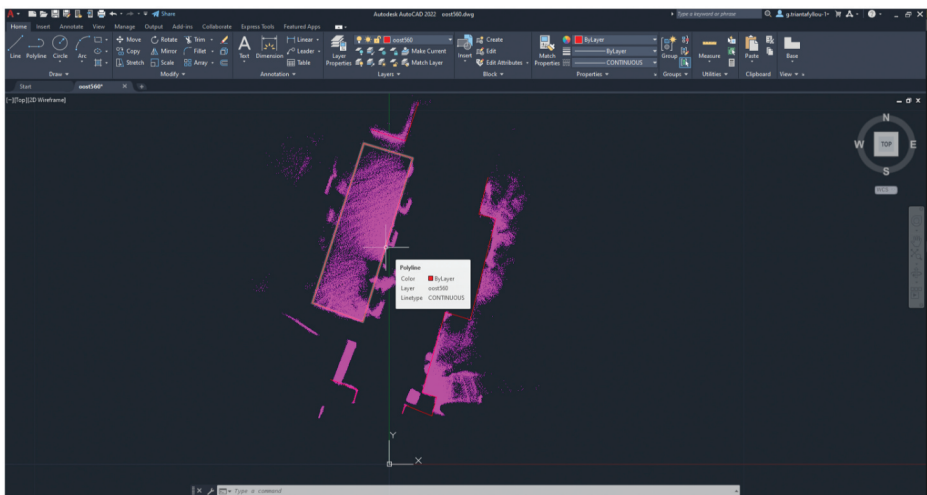 Share
Autodesk AutoCAD 2022 oost560.dwg
Type a keyword or phrase
g.triantafyllou-1
Home Insert Annotate View Manage Output Add-ins Collaborate Express Tools Featured Apps
Line Polyline Circle Arc
Move Rotate Trim
Copy Mirror Fillet
Stretch Scale Array
Text Dimension
Linear
Leader
Table
Layer Properties
oost560
Make Current
Match Layer
Insert
Create
Edit
Edit Attributes
Match Properties
ByLayer
ByLayer
CONTINUOUS
Group
Measure
Paste
Base
Draw Modify Annotation Layers Block Properties Groups Utilities Clipboard View
Start oost560*
[-][Top][2D Wireframe]
N
W TOP E
S
WCS
Polyline
Color ByLayer
Layer oost560
Linetype CONTINUOUS
Y
X
Type a command